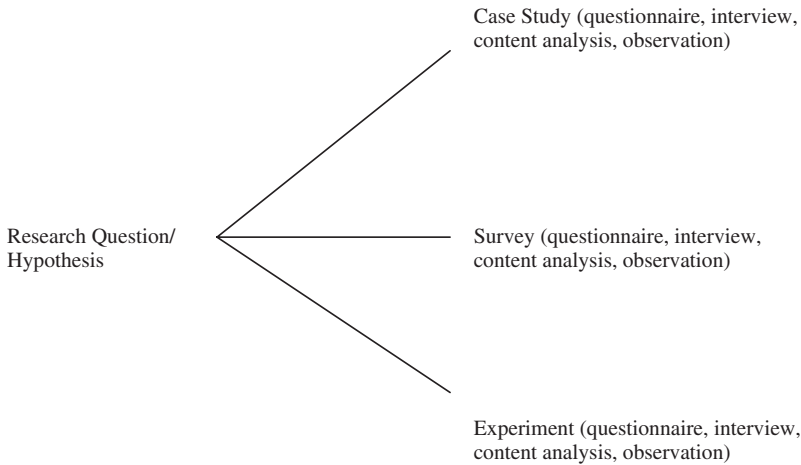 Case Study (questionnaire, interview,
content analysis, observation)
Research Question/
Hypothesis
Survey (questionnaire, interview,
content analysis, observation)
Experiment (questionnaire, interview,
content analysis, observation)